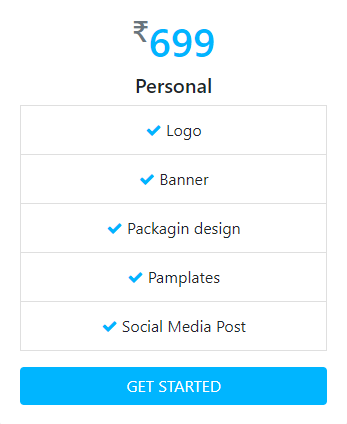 ₹699
Personal
Logo
Banner
Packagin design
Pamplates
Social Media Post
GET STARTED